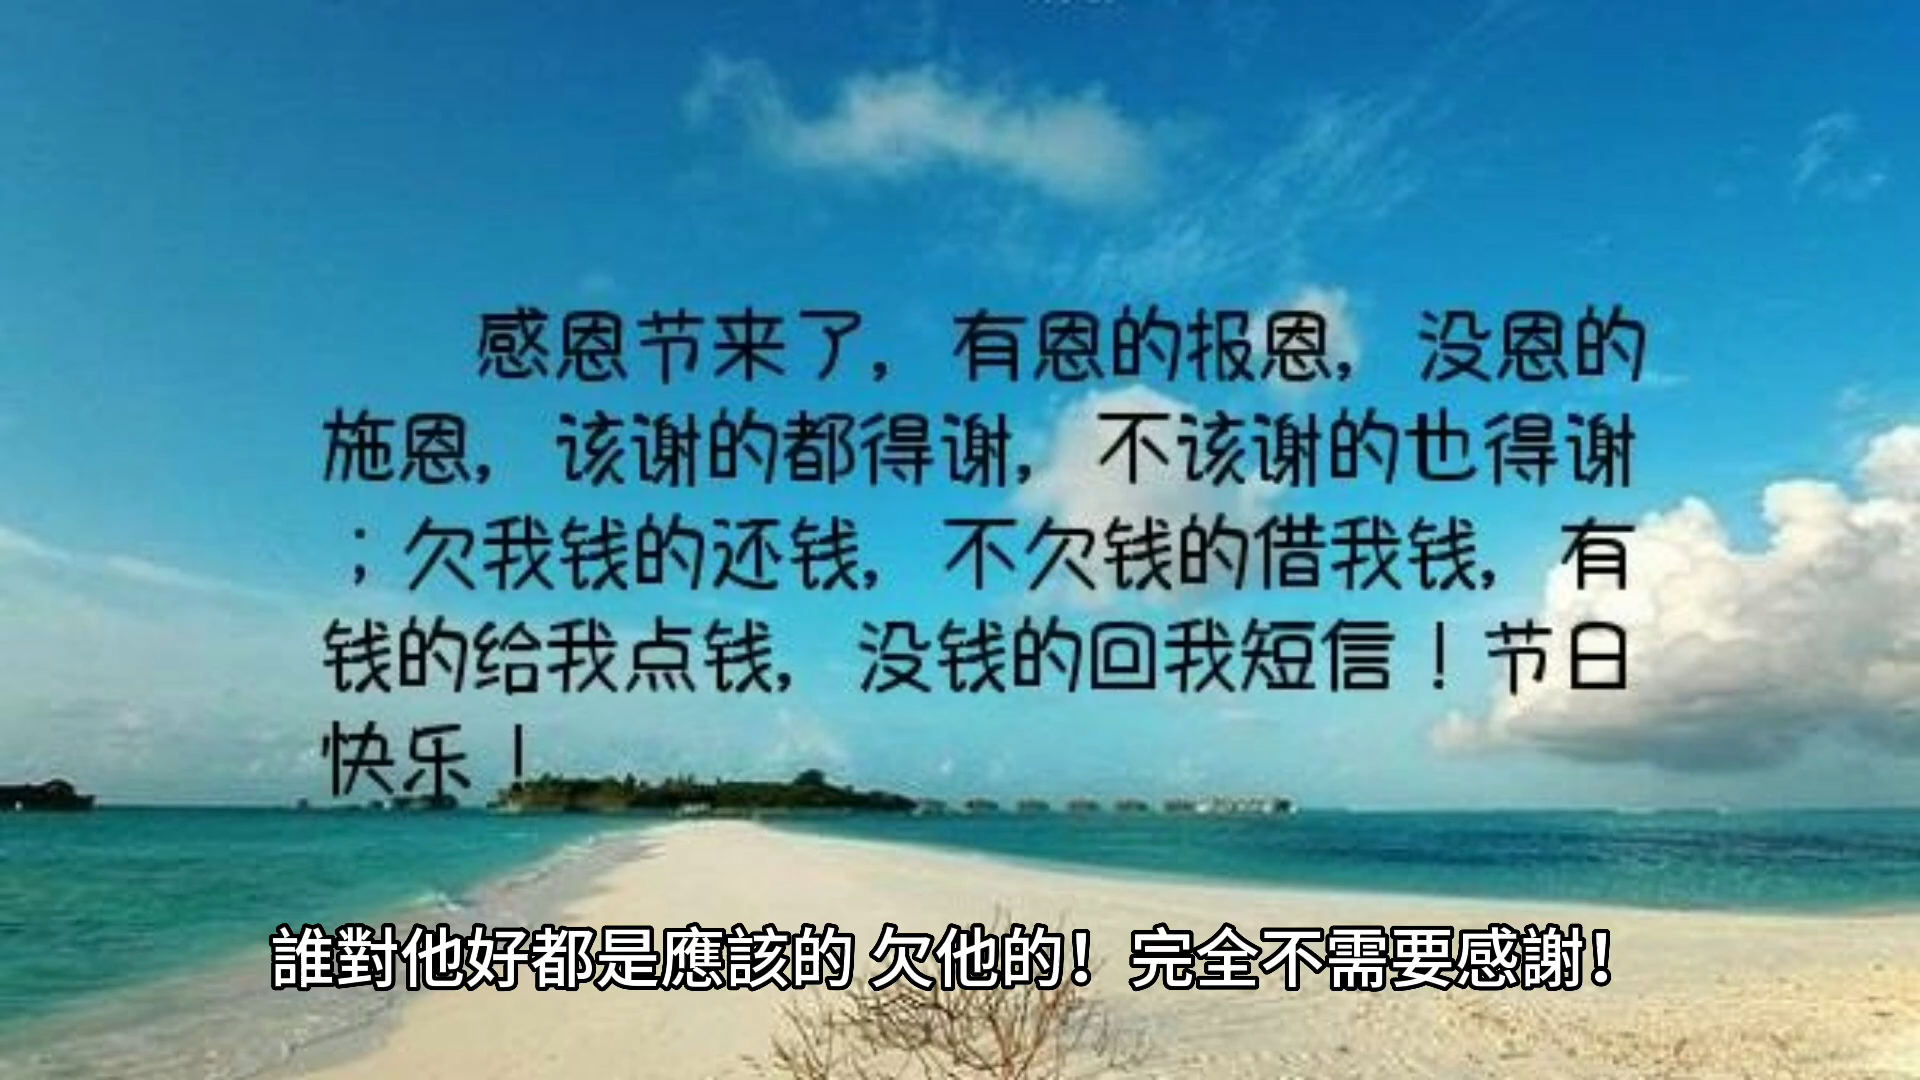 感恩节来了，有恩的报恩，没恩的
施恩，该谢的都得谢，不该谢的也得谢
；欠我钱的还钱，不欠钱的借我钱，有
钱的给我点钱，没钱的回我短信！节日
快乐！
誰對他好都是應該的 欠他的！完全不需要感謝！